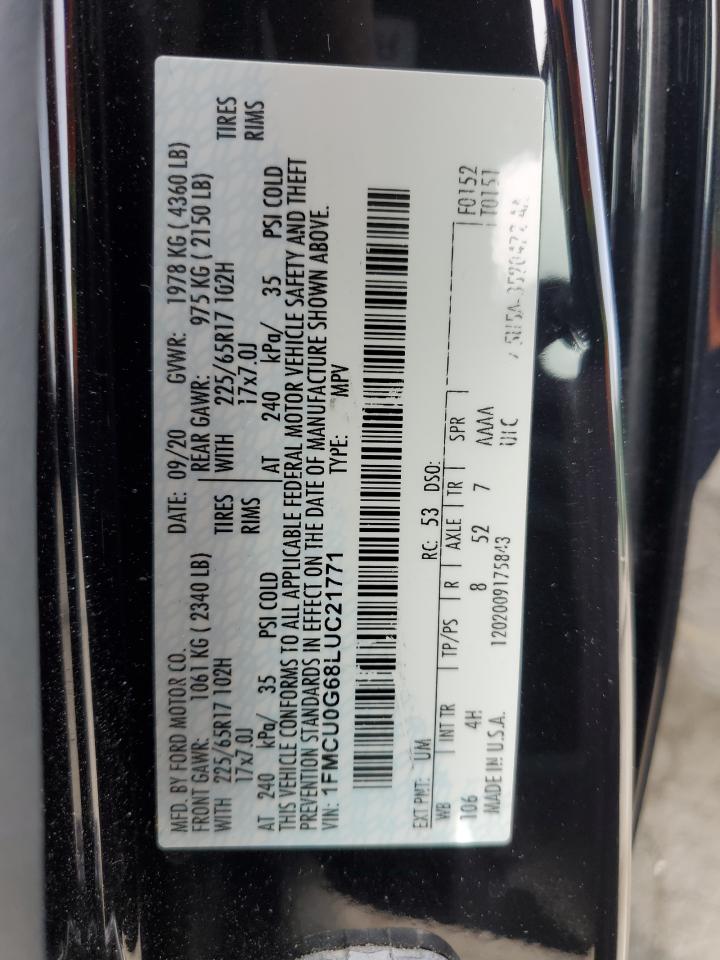 MFD. BY FORD MOTOR CO. DATE: 09/20 GVWR: 1978 KG ( 4360 LB)
FRONT GAWR: 1061 KG ( 2340 LB) REAR GAWR: 975 KG ( 2150 LB)
WITH 225/65R17 102H TIRES WITH 225/65R17 102H TIRES
17x7.0J RIMS 17x7.0J RIMS
AT 240 kPa/ 35 PSI COLD AT 240 kPa/ 35 PSI COLD
THIS VEHICLE CONFORMS TO ALL APPLICABLE FEDERAL MOTOR VEHICLE SAFETY AND THEFT
PREVENTION STANDARDS IN EFFECT ON THE DATE OF MANUFACTURE SHOWN ABOVE.
VIN: 1FMCU0G68LUC21771 TYPE: MPV
EXT PNT: UM RC: 53 DSO:
WB INT TR TP/PS R AXLE TR SPR F0152
106 4H 8 52 7 AAAA T0151
MADE IN U.S.A. 1202009175843 UIC